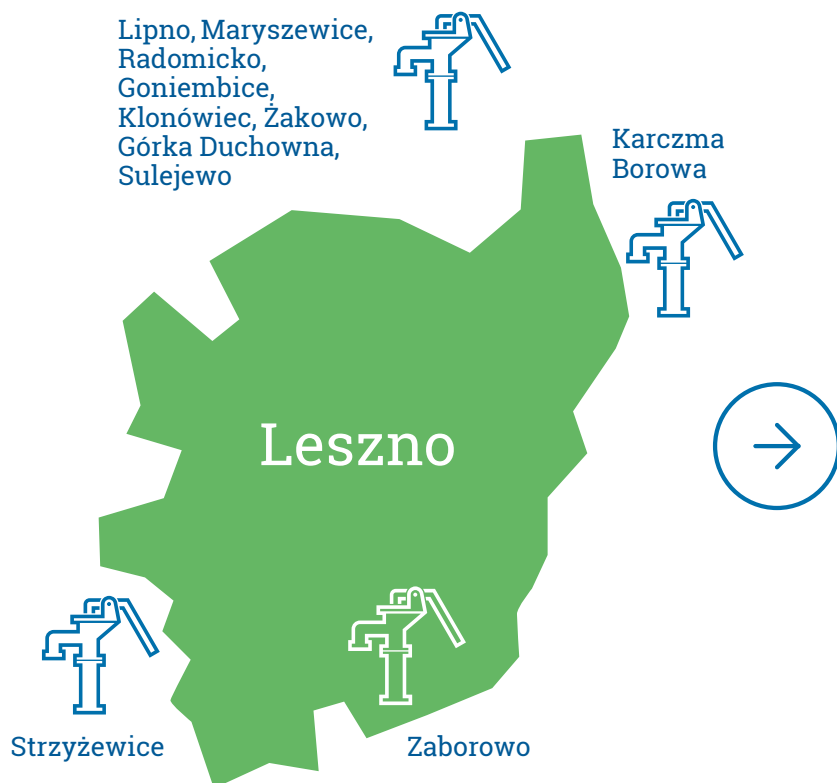 Lipno, Maryszewice,
Radomicko,
Goniembice,
Klonówiec, Żakowo,
Górka Duchowna,
Sulejewo
Karczma
Borowa
Leszno
Strzyżewice
Zaborowo